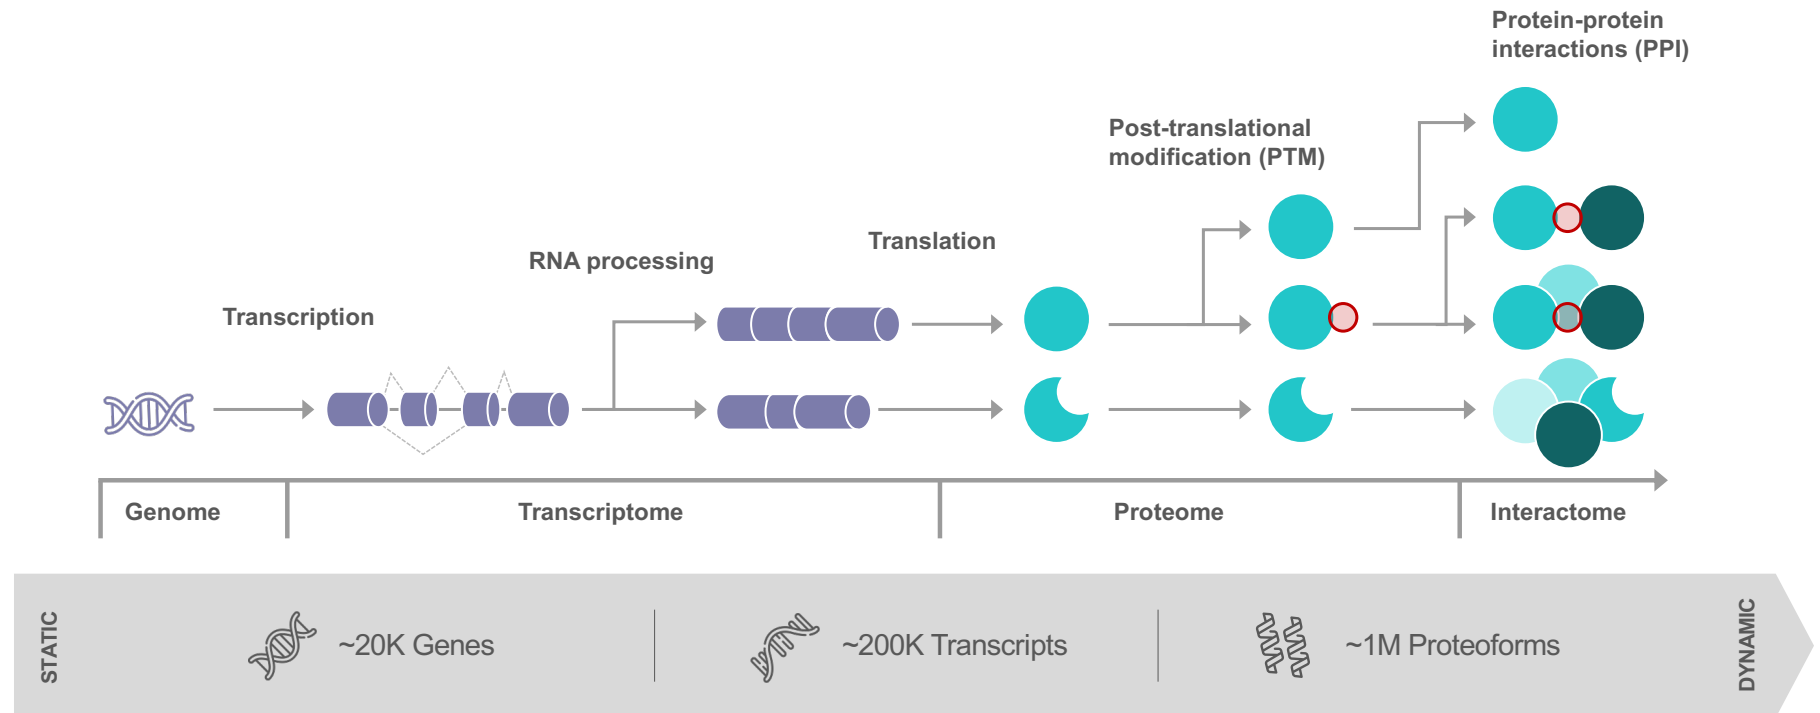 Protein-protein
interactions (PPI)
Post-translational
modification (PTM)
Translation
RNA processing
Transcription
Genome
Transcriptome
Proteome
Interactome
STATIC
~20K Genes
~200K Transcripts
~1M Proteoforms
DYNAMIC